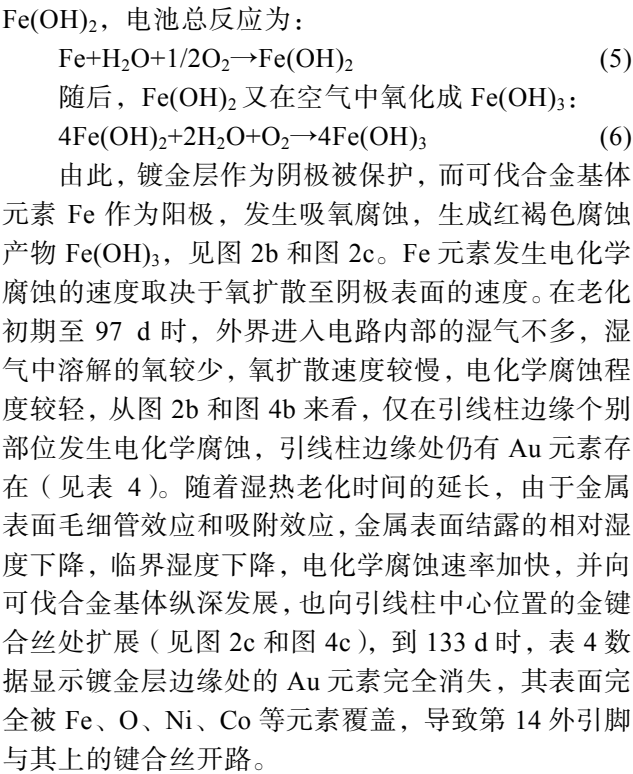 Fe(OH)₂，电池总反应为：
Fe+H₂O+1/2O₂→Fe(OH)₂ (5)
随后，Fe(OH)₂又在空气中氧化成 Fe(OH)₃：
4Fe(OH)₂+2H₂O+O₂→4Fe(OH)₃ (6)
由此，镀金层作为阴极被保护，而可伐合金基体
元素 Fe 作为阳极，发生吸氧腐蚀，生成红褐色腐蚀
产物 Fe(OH)₃，见图 2b 和图 2c。Fe 元素发生电化学
腐蚀的速度取决于氧扩散至阴极表面的速度。在老化
初期至 97 d 时，外界进入电路内部的湿气不多，湿
气中溶解的氧较少，氧扩散速度较慢，电化学腐蚀程
度较轻，从图 2b 和图 4b 来看，仅在引线柱边缘个别
部位发生电化学腐蚀，引线柱边缘处仍有 Au 元素存
在（见表 4）。随着湿热老化时间的延长，由于金属
表面毛细管效应和吸附效应，金属表面结露的相对湿
度下降，临界湿度下降，电化学腐蚀速率加快，并向
可伐合金基体纵深发展，也向引线柱中心位置的金键
合丝处扩展（见图 2c 和图 4c），到 133 d 时，表 4 数
据显示镀金层边缘处的 Au 元素完全消失，其表面完
全被 Fe、O、Ni、Co 等元素覆盖，导致第 14 外引脚
与其上的键合丝开路。